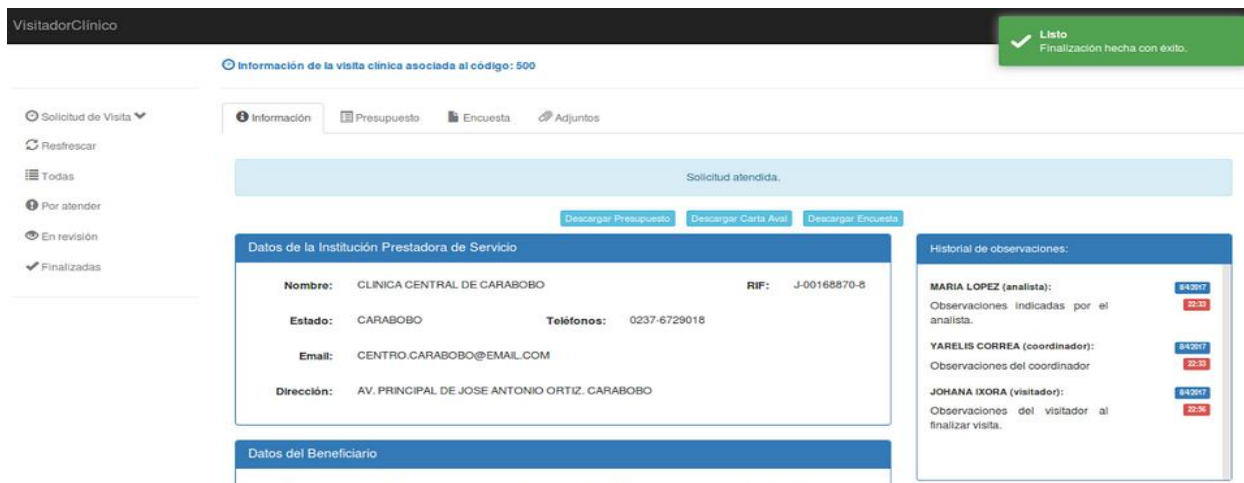 VisitadorClínico
Listo
Finalización hecha con éxito.
Información de la visita clínica asociada al código: 500
Solicitud de Visita
Resfrescar
Todas
Por atender
En revisión
Finalizadas
Información Presupuesto Encuesta Adjuntos
Solicitud atendida.
Descargar Presupuesto Descargar Carta Aval Descargar Encuesta
Datos de la Institución Prestadora de Servicio
Nombre: CLINICA CENTRAL DE CARABOBO RIF: J-00168870-8
Estado: CARABOBO Teléfonos: 0237-6729018
Email: CENTRO.CARABOBO@EMAIL.COM
Dirección: AV. PRINCIPAL DE JOSE ANTONIO ORTIZ. CARABOBO
Datos del Beneficiario
Historial de observaciones:
MARIA LOPEZ (analista): 8/4/2017
Observaciones indicadas por el 22:33
analista.
YARELIS CORREA (coordinador): 8/4/2017
Observaciones del coordinador 22:33
JOHANA IXORA (visitador): 8/4/2017
Observaciones del visitador al 22:56
finalizar visita.